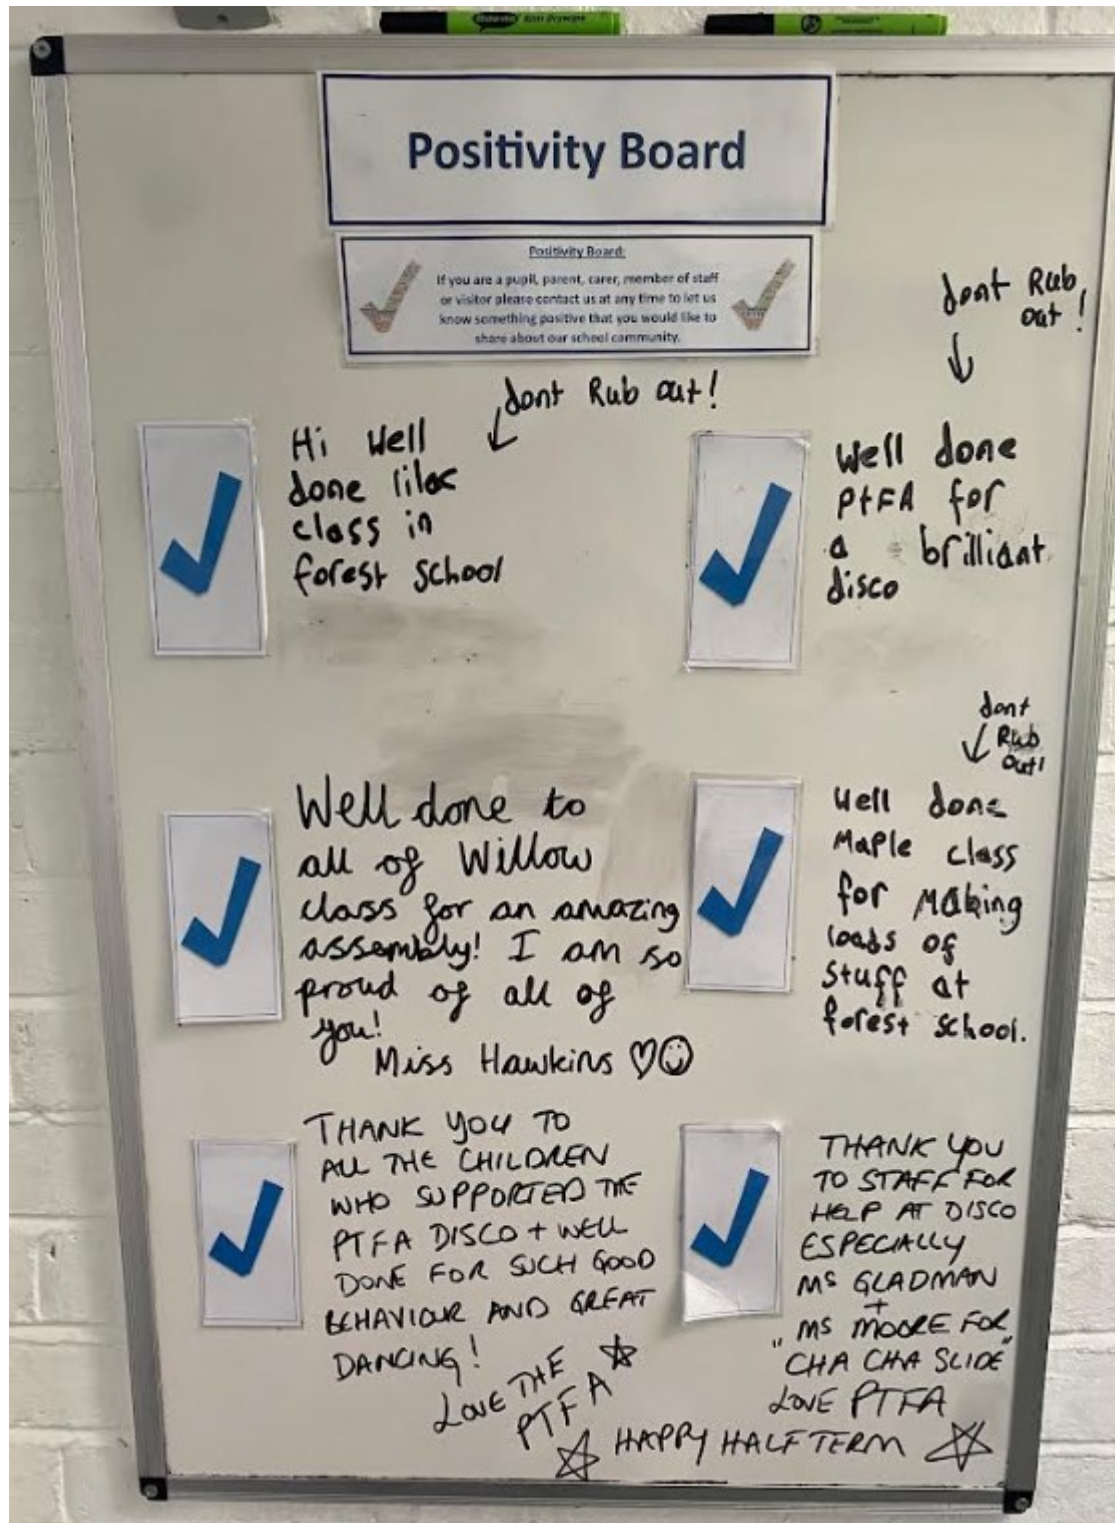 Positivity Board
Positivity Board:
If you are a pupil, parent, carer, member of staff
or visitor please contact us at any time to let us
know something positive that you would like to
share about our school community.
dont Rub out!
Hi Well
done lilac
class in
forest school
dont Rub
out!
Well done
PtFA for
a brilliant
disco
Well done to
all of Willow
class for an amazing
assembly! I am so
proud of all of
you!
Miss Hawkins
dont
Rub
out!
Well done
Maple class
for Making
loads of
stuff at
forest school.
THANK YOU TO
ALL THE CHILDREN
WHO SUPPORTED THE
PTFA DISCO + WELL
DONE FOR SUCH GOOD
BEHAVIOUR AND GREAT
DANCING!
LOVE THE
PTFA
THANK YOU
TO STAFF FOR
HELP AT DISCO
ESPECIALLY
MS GLADMAN
+
MS MOORE FOR
"CHA CHA SLIDE"
LOVE PTFA
HAPPY HALF TERM